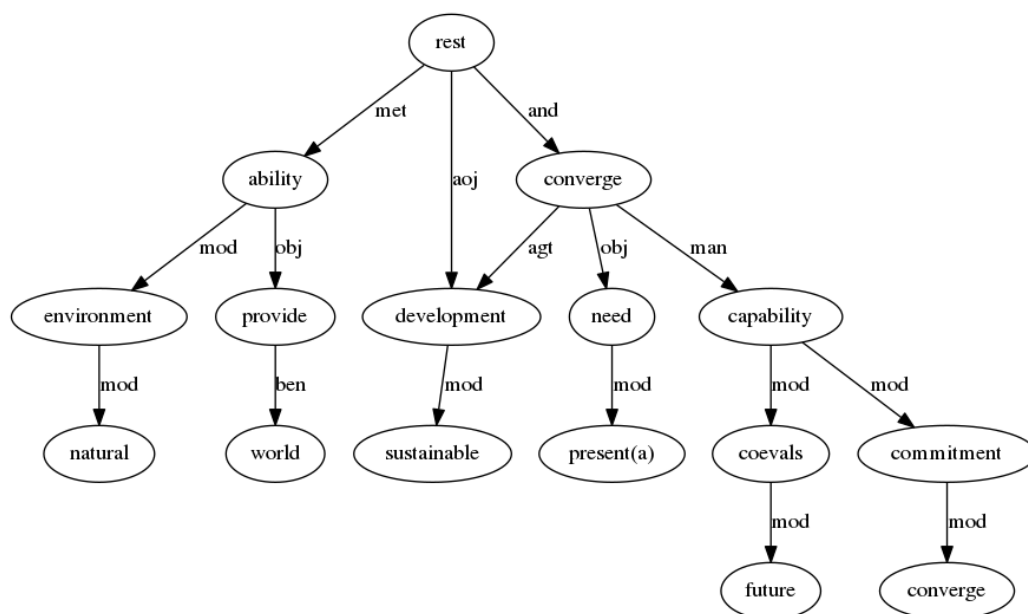 rest
met
and
ability
aoj
converge
mod
obj
agt
obj
man
environment
provide
development
need
capability
mod
ben
mod
mod
mod
mod
natural
world
sustainable
present(a)
coevals
commitment
mod
mod
future
converge